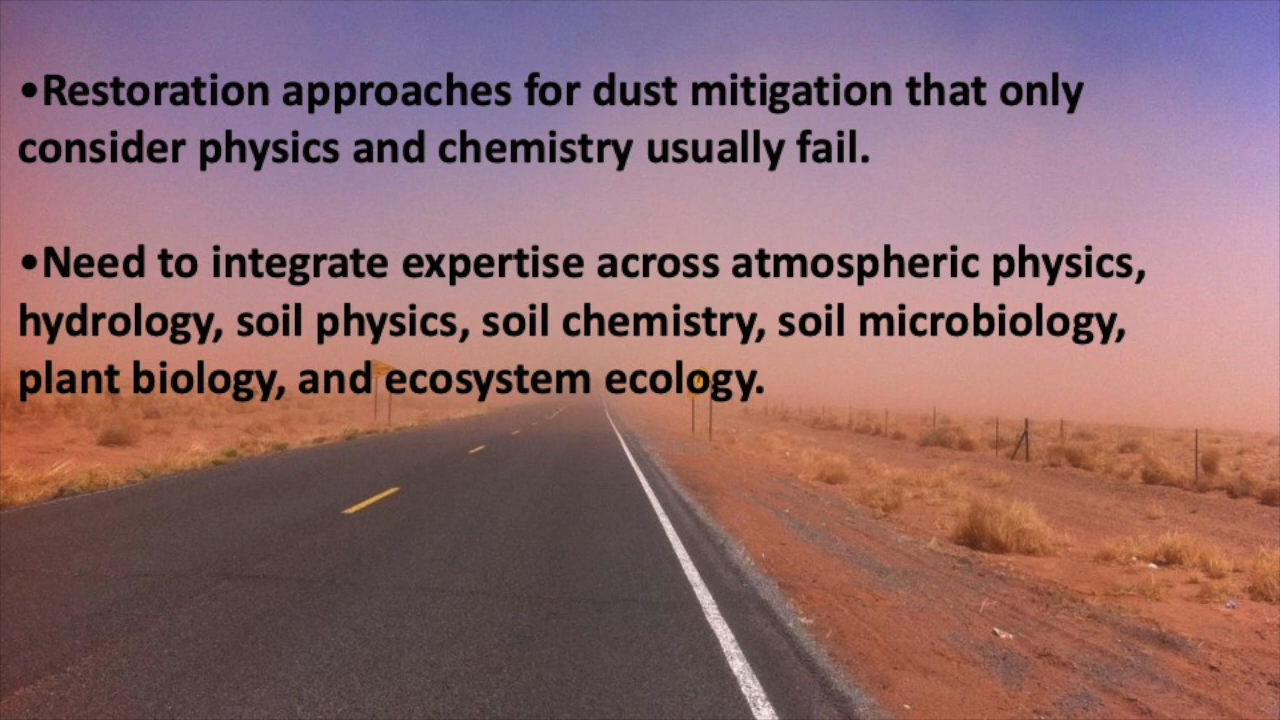 •Restoration approaches for dust mitigation that only
consider physics and chemistry usually fail.
•Need to integrate expertise across atmospheric physics,
hydrology, soil physics, soil chemistry, soil microbiology,
plant biology, and ecosystem ecology.